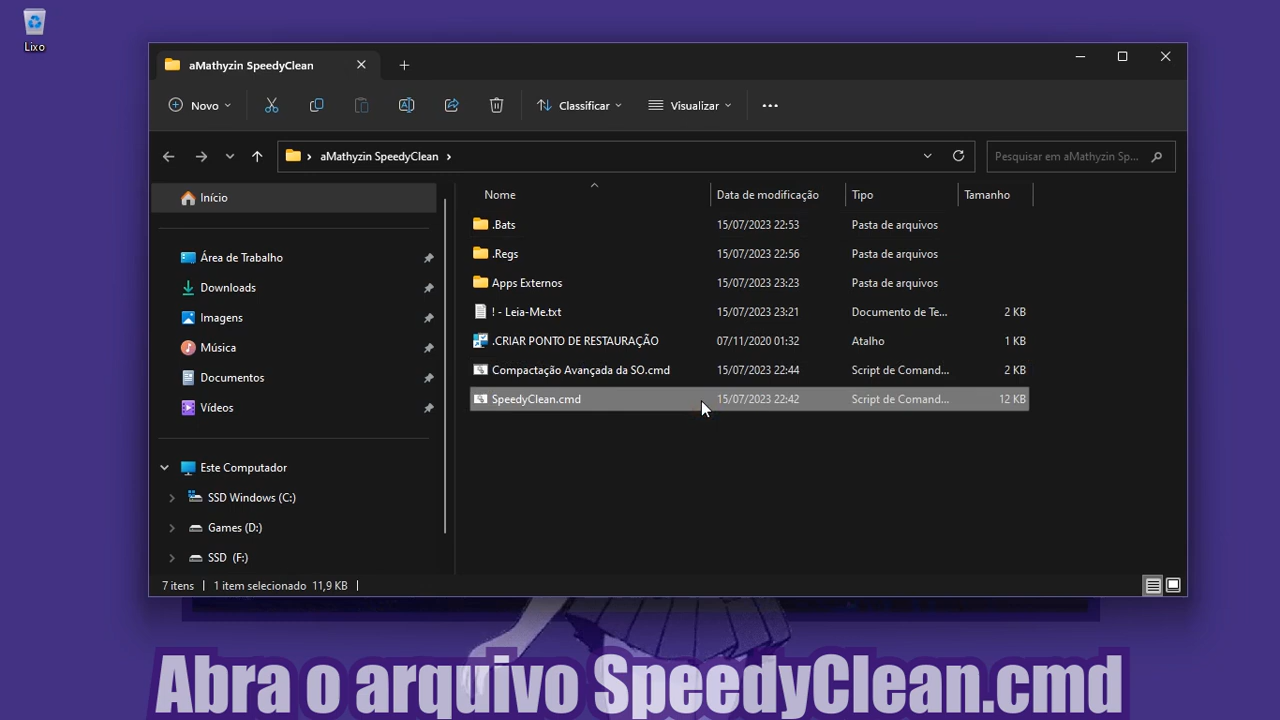 Lixo
aMathyzin SpeedyClean
Novo
Classificar
Visualizar
aMathyzin SpeedyClean
Pesquisar em aMathyzin Sp...
Início
Área de Trabalho
Downloads
Imagens
Música
Documentos
Vídeos
Este Computador
SSD Windows (C:)
Games (D:)
SSD (F:)
Nome Data de modificação Tipo Tamanho
.Bats 15/07/2023 22:53 Pasta de arquivos
.Regs 15/07/2023 22:56 Pasta de arquivos
Apps Externos 15/07/2023 23:23 Pasta de arquivos
! - Leia-Me.txt 15/07/2023 23:21 Documento de Te... 2 KB
.CRIAR PONTO DE RESTAURAÇÃO 07/11/2020 01:32 Atalho 1 KB
Compactação Avançada da SO.cmd 15/07/2023 22:44 Script de Comand... 2 KB
SpeedyClean.cmd 15/07/2023 22:42 Script de Comand... 12 KB
7 itens 1 item selecionado 11,9 KB
Abra o arquivo SpeedyClean.cmd